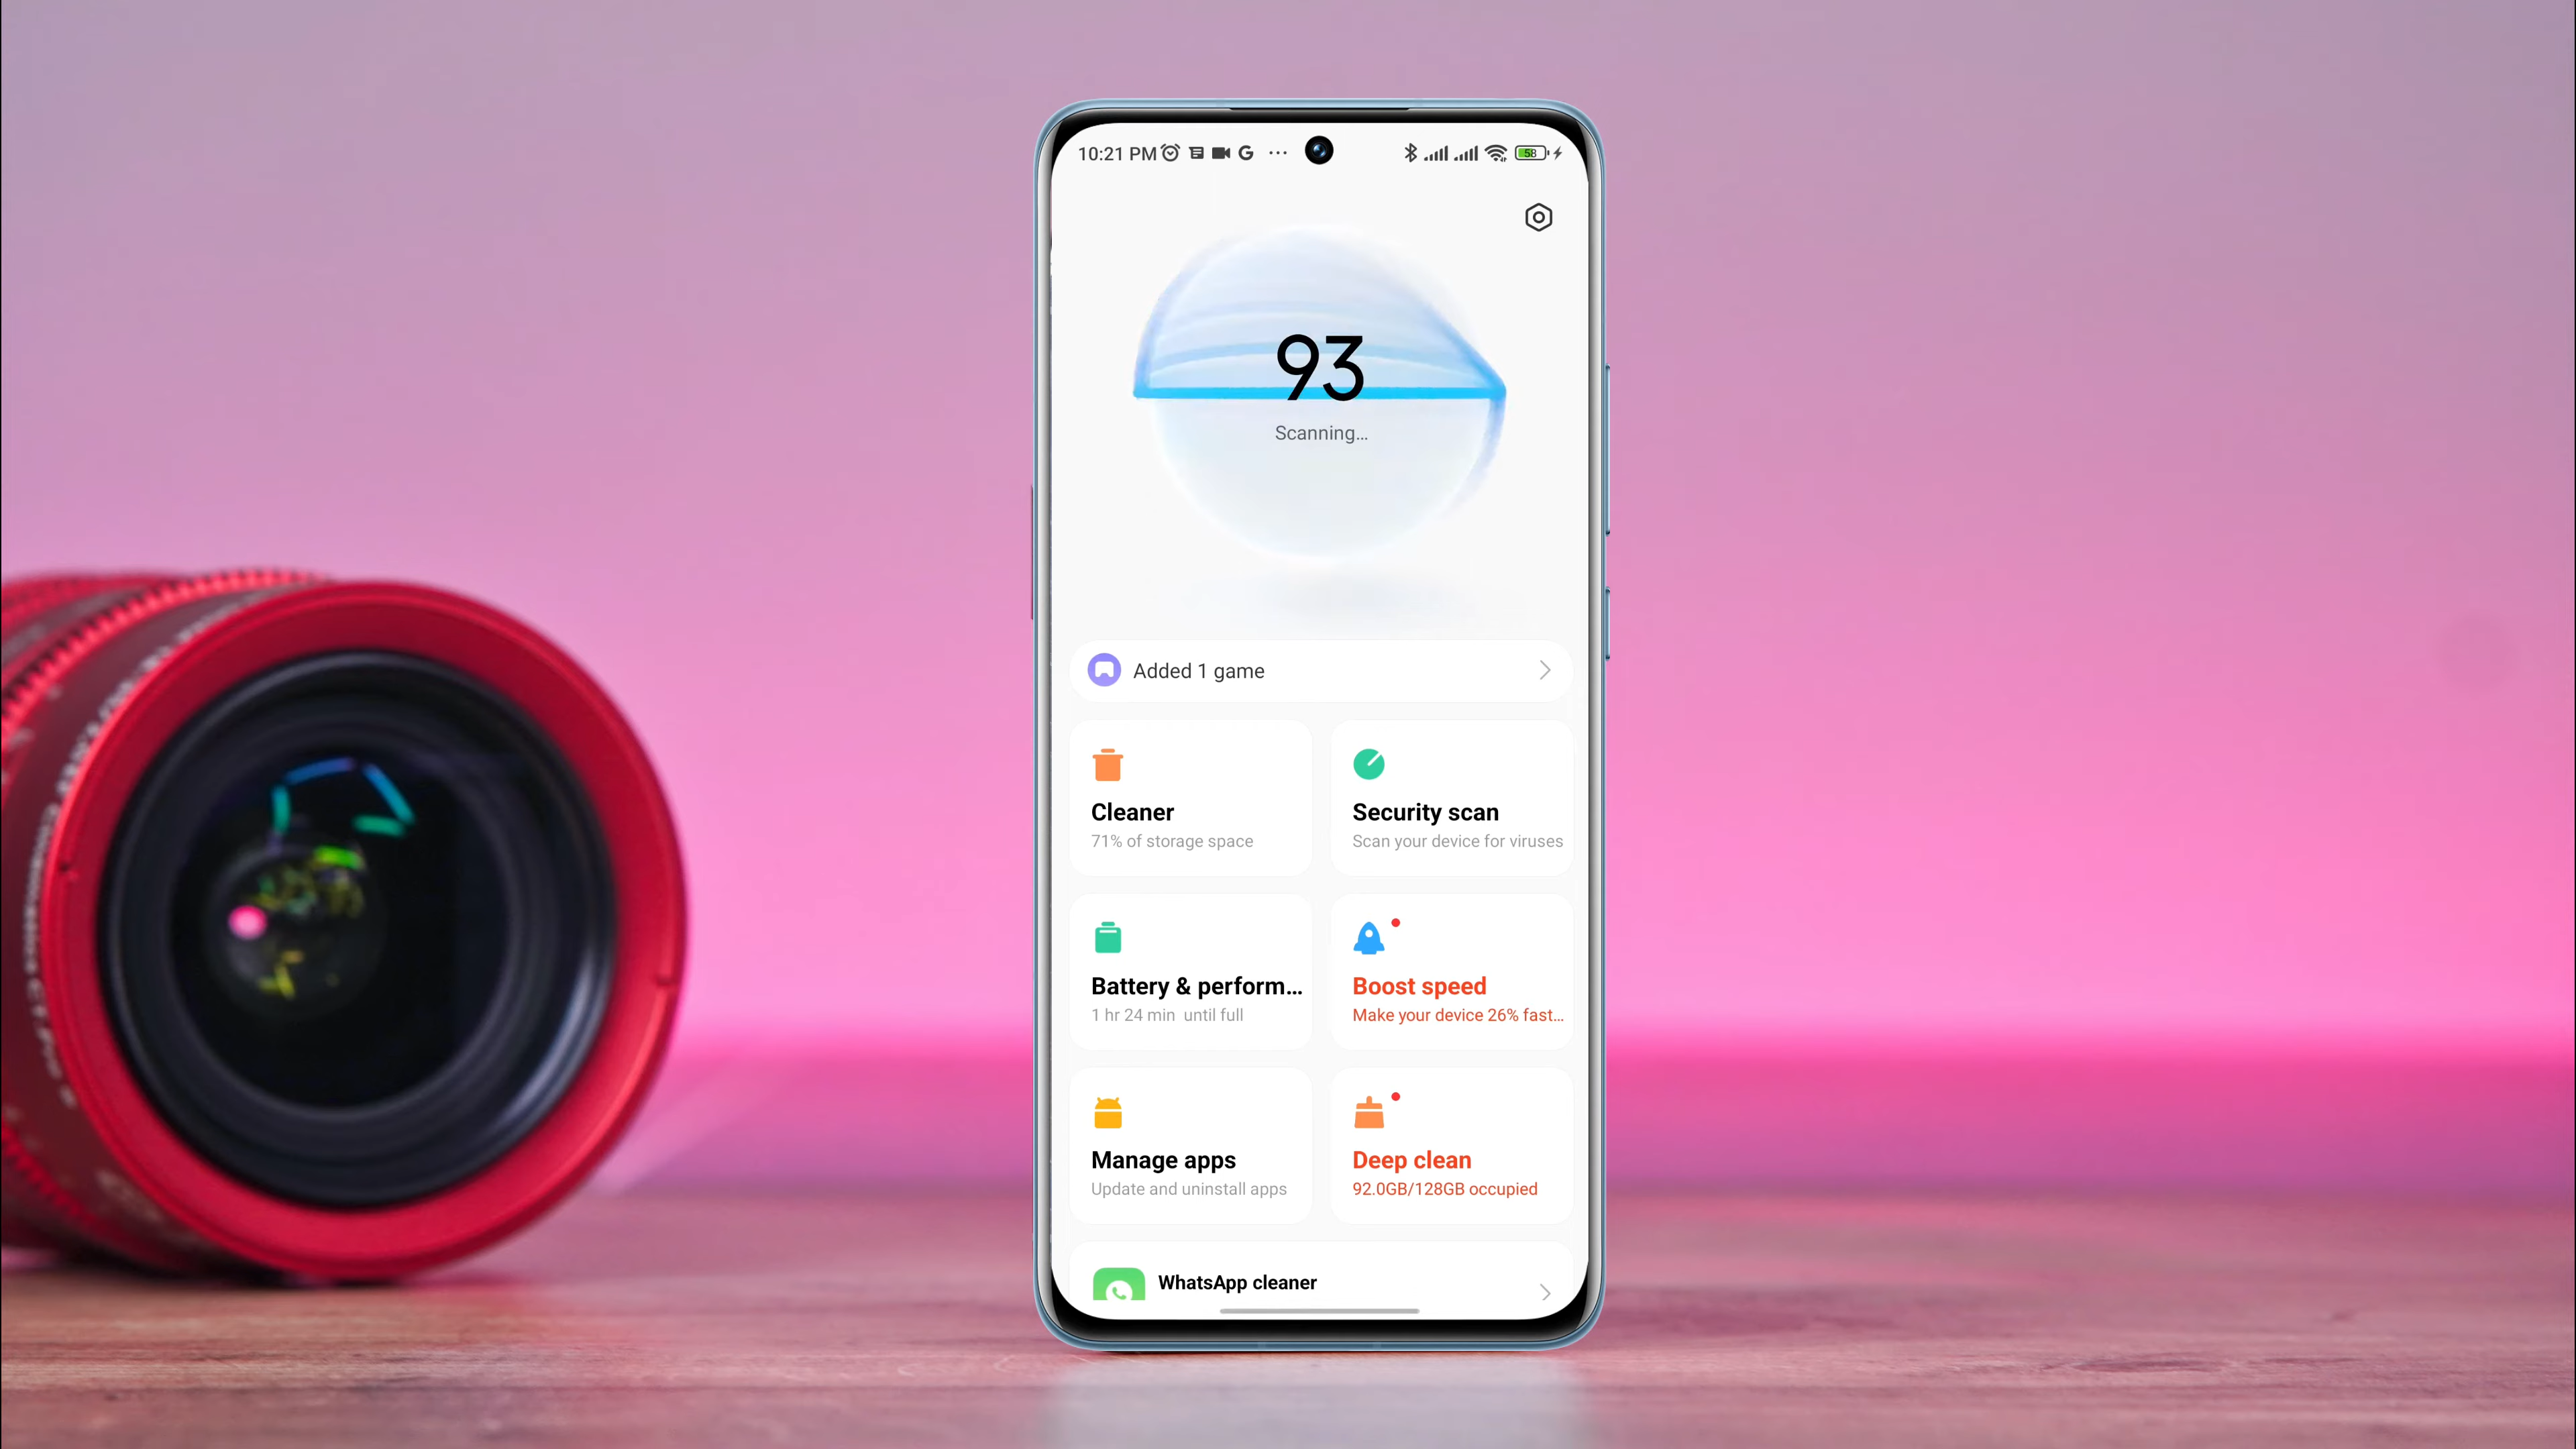 10:21 PM
58
93
Scanning...
Added 1 game
Cleaner
71% of storage space
Security scan
Scan your device for viruses
Battery & perform...
1 hr 24 min until full
Boost speed
Make your device 26% fast...
Manage apps
Update and uninstall apps
Deep clean
92.0GB/128GB occupied
WhatsApp cleaner